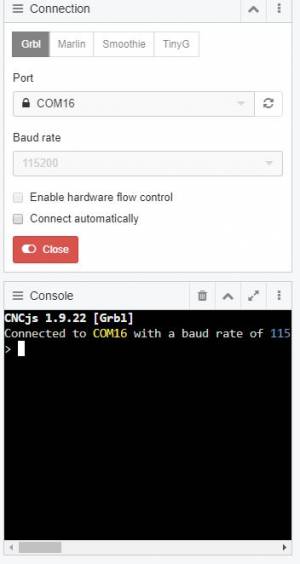 Connection
Grbl Marlin Smoothie TinyG
Port
COM16
Baud rate
115200
Enable hardware flow control
Connect automatically
Close
Console
CNCjs 1.9.22 [Grbl]
Connected to COM16 with a baud rate of 115
>